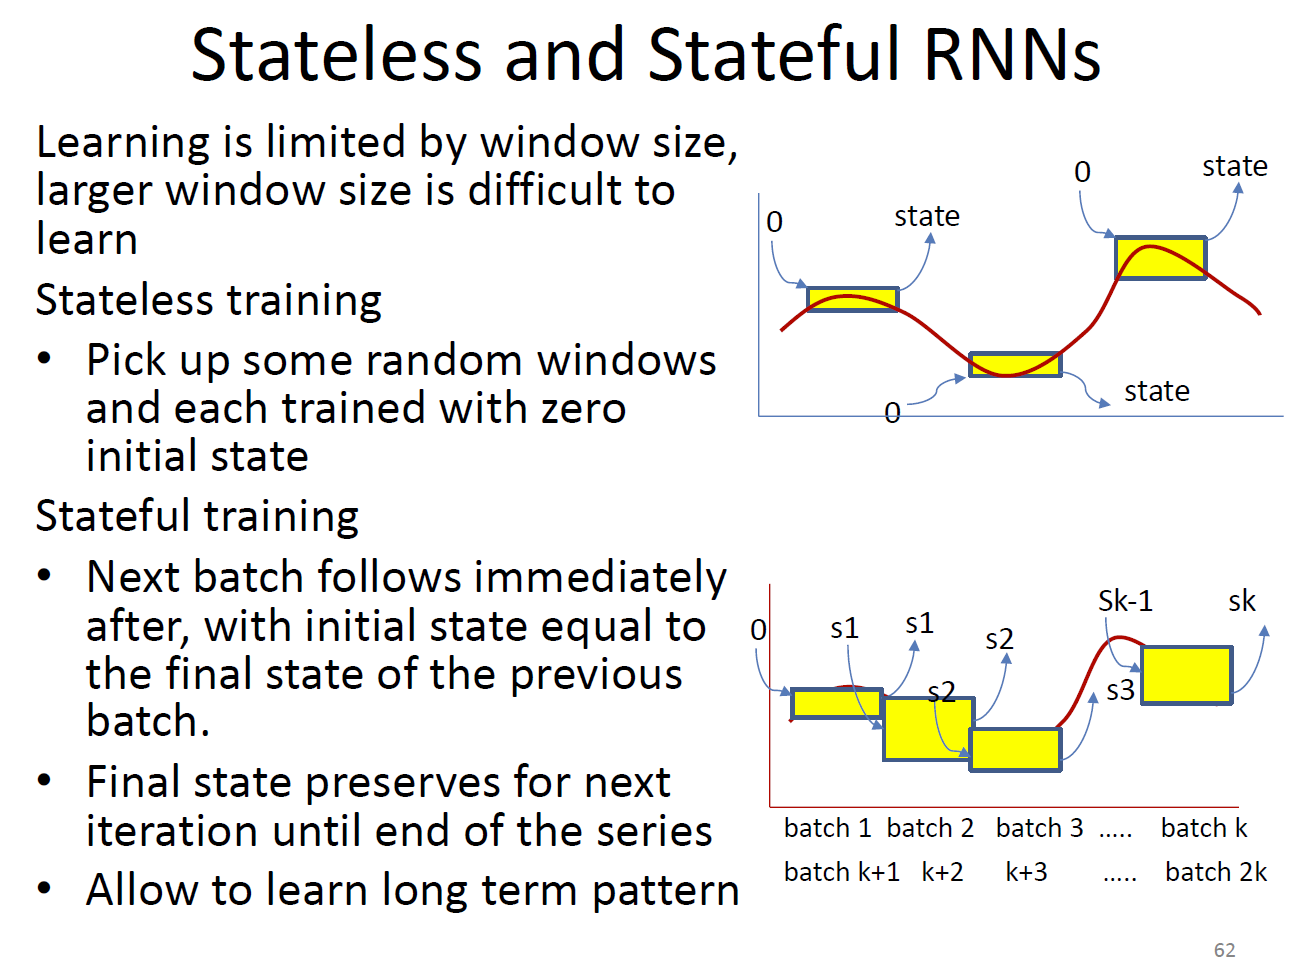 Stateless and Stateful RNNs
Learning is limited by window size,
larger window size is difficult to
learn
Stateless training
• Pick up some random windows
and each trained with zero
initial state
Stateful training
• Next batch follows immediately
after, with initial state equal to
the final state of the previous
batch.
• Final state preserves for next
iteration until end of the series
• Allow to learn long term pattern
0
state
0
state
0
state
0
s1
s1
s2
s2
s3
Sk-1
sk
batch 1 batch 2 batch 3 ..... batch k
batch k+1 k+2 k+3 ..... batch 2k
62